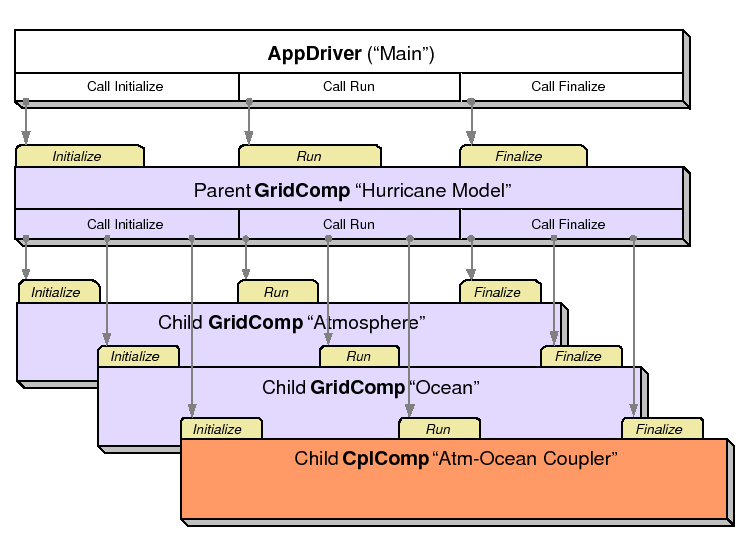 AppDriver (“Main”)
Call Initialize Call Run Call Finalize
Initialize Run Finalize
Parent GridComp “Hurricane Model”
Call Initialize Call Run Call Finalize
Initialize Run Finalize
Child GridComp “Atmosphere”
Initialize Run Finalize
Child GridComp “Ocean”
Initialize Run Finalize
Child CplComp “Atm-Ocean Coupler”